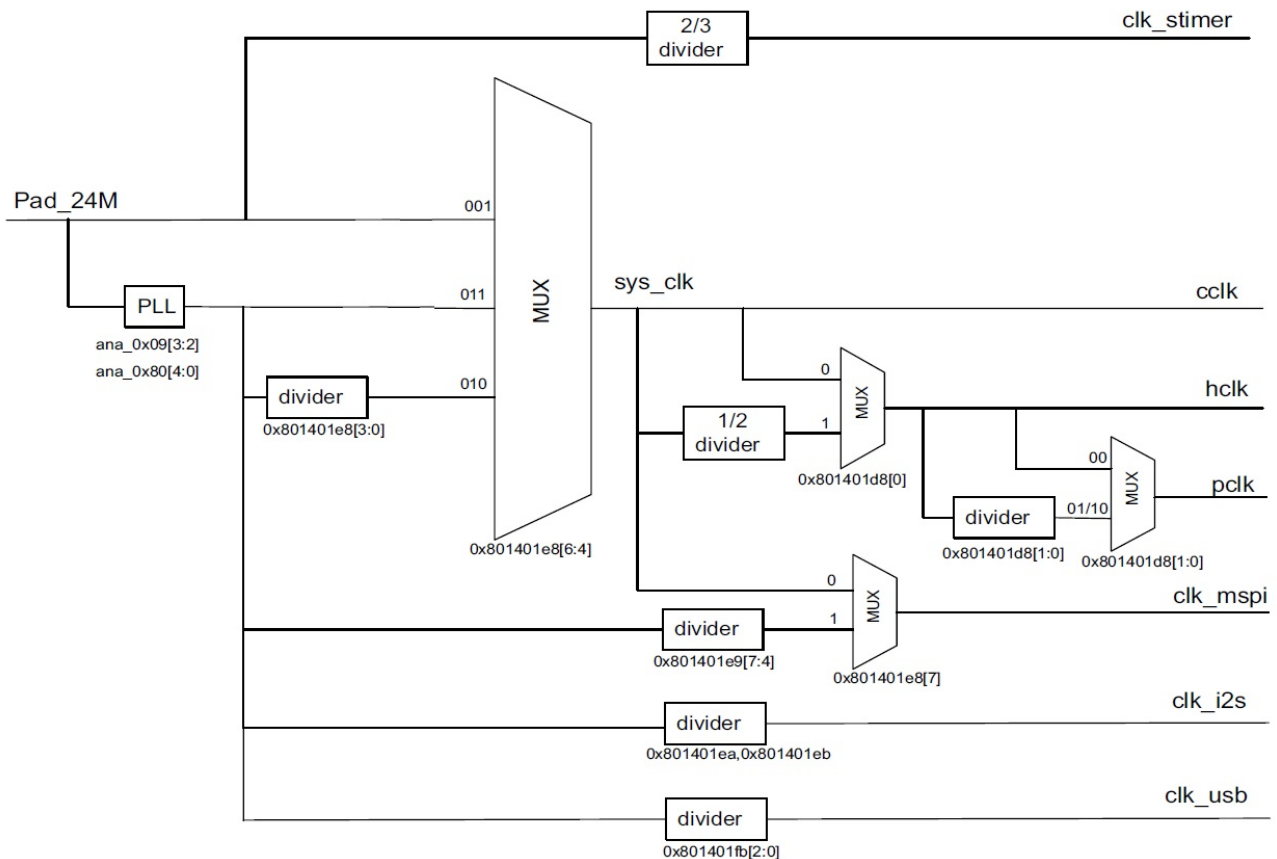 2/3
divider
clk_stimer
Pad_24M
001
PLL
ana_0x09[3:2]
ana_0x80[4:0]
011
divider
0x801401e8[3:0]
010
MUX
0x801401e8[6:4]
sys_clk
cclk
0
1/2
divider
1
MUX
0x801401d8[0]
hclk
00
divider
0x801401d8[1:0]
01/10
MUX
0x801401d8[1:0]
pclk
0
divider
0x801401e9[7:4]
1
MUX
0x801401e8[7]
clk_mspi
divider
0x801401ea,0x801401eb
clk_i2s
divider
0x801401fb[2:0]
clk_usb